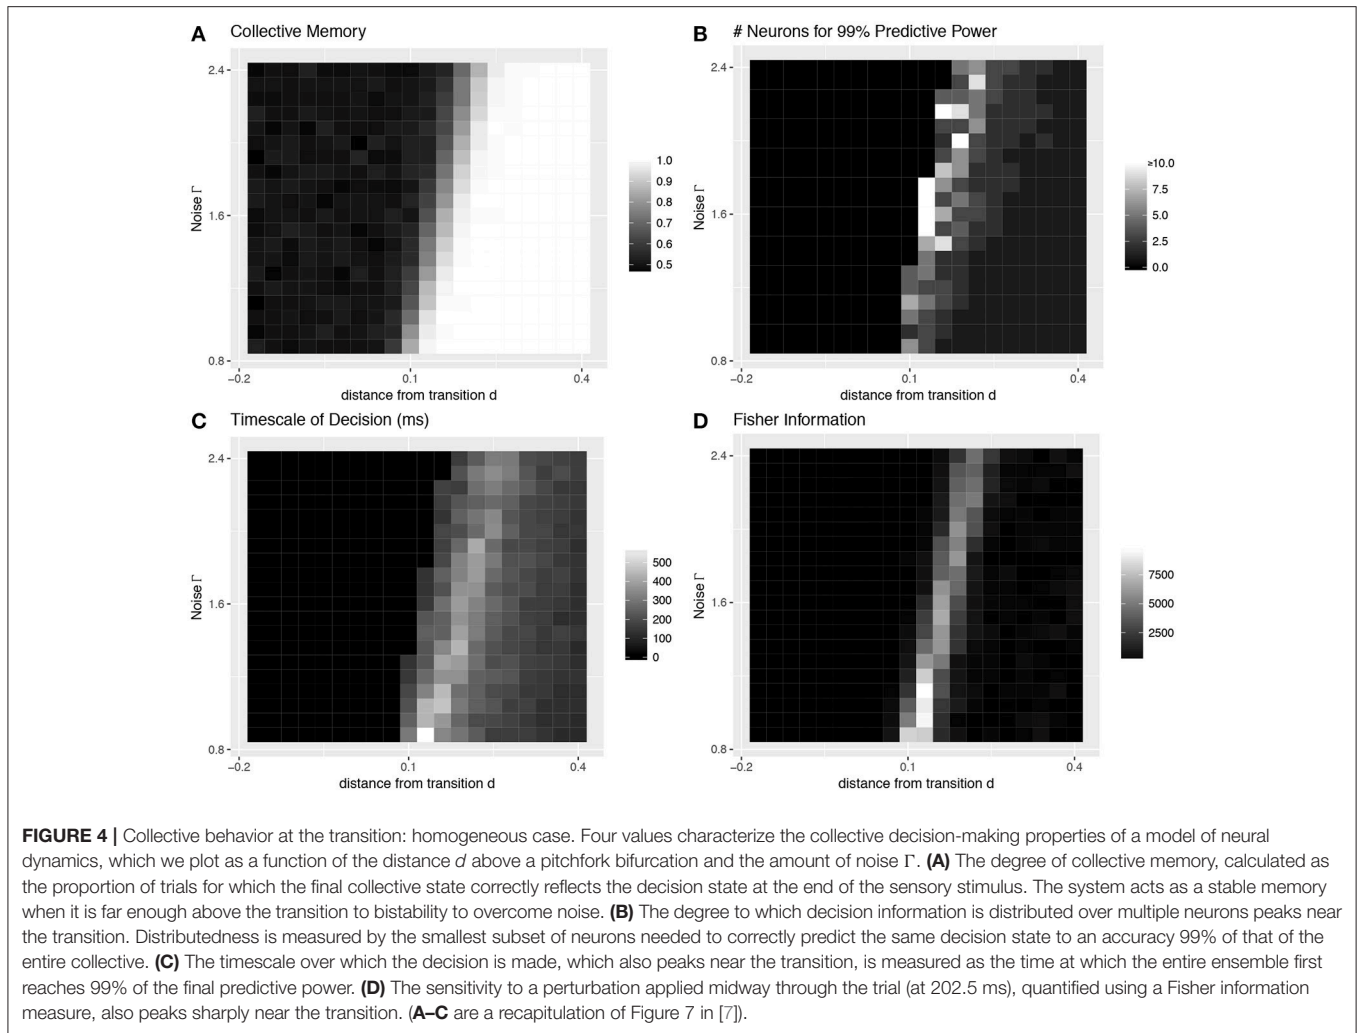 A Collective Memory
2.4
1.6
0.8
Noise Γ
−0.2 0.1 0.4
distance from transition d
1.0
0.9
0.8
0.7
0.6
0.5
B # Neurons for 99% Predictive Power
2.4
1.6
0.8
Noise Γ
−0.2 0.1 0.4
distance from transition d
≥10.0
7.5
5.0
2.5
0.0
C Timescale of Decision (ms)
2.4
1.6
0.8
Noise Γ
−0.2 0.1 0.4
distance from transition d
500
400
300
200
100
0
D Fisher Information
2.4
1.6
0.8
Noise Γ
−0.2 0.1 0.4
distance from transition d
7500
5000
2500
FIGURE 4 | Collective behavior at the transition: homogeneous case. Four values characterize the collective decision-making properties of a model of neural
dynamics, which we plot as a function of the distance d above a pitchfork bifurcation and the amount of noise Γ. (A) The degree of collective memory, calculated as
the proportion of trials for which the final collective state correctly reflects the decision state at the end of the sensory stimulus. The system acts as a stable memory
when it is far enough above the transition to bistability to overcome noise. (B) The degree to which decision information is distributed over multiple neurons peaks near
the transition. Distributedness is measured by the smallest subset of neurons needed to correctly predict the same decision state to an accuracy 99% of that of the
entire collective. (C) The timescale over which the decision is made, which also peaks near the transition, is measured as the time at which the entire ensemble first
reaches 99% of the final predictive power. (D) The sensitivity to a perturbation applied midway through the trial (at 202.5 ms), quantified using a Fisher information
measure, also peaks sharply near the transition. (A–C are a recapitulation of Figure 7 in [7]).